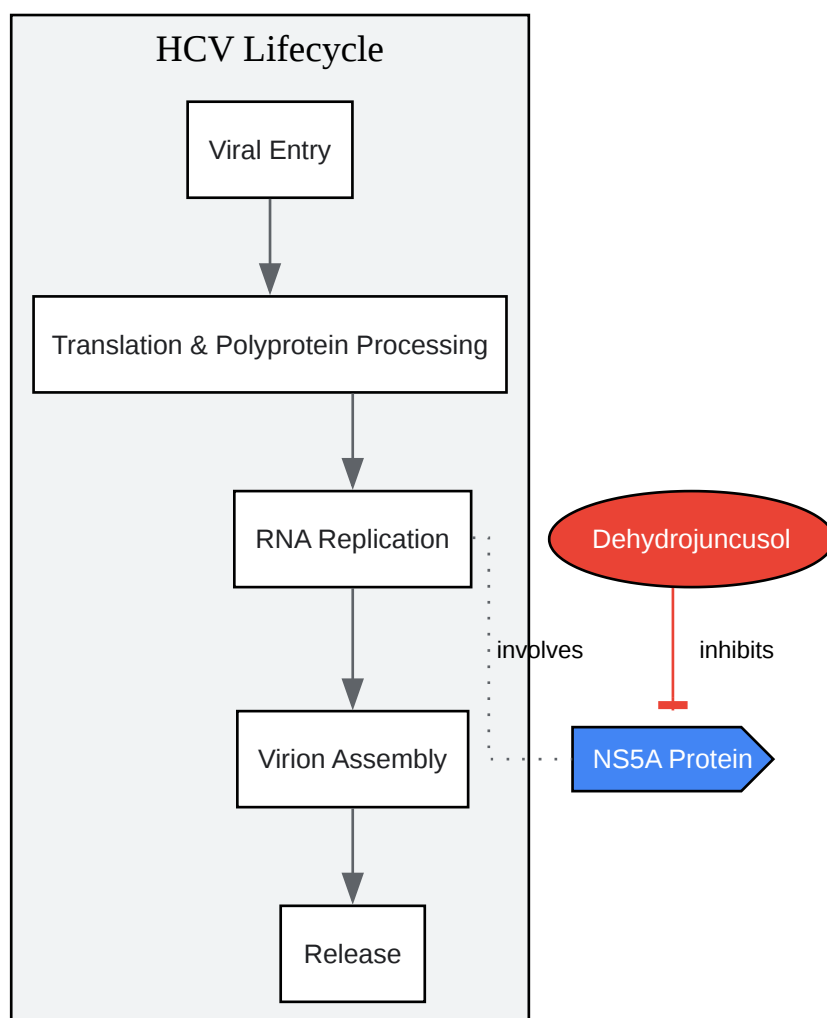 HCV Lifecycle
Viral Entry
Translation & Polyprotein Processing
RNA Replication
Dehydrojuncusol
involves
inhibits
Virion Assembly
NS5A Protein
Release